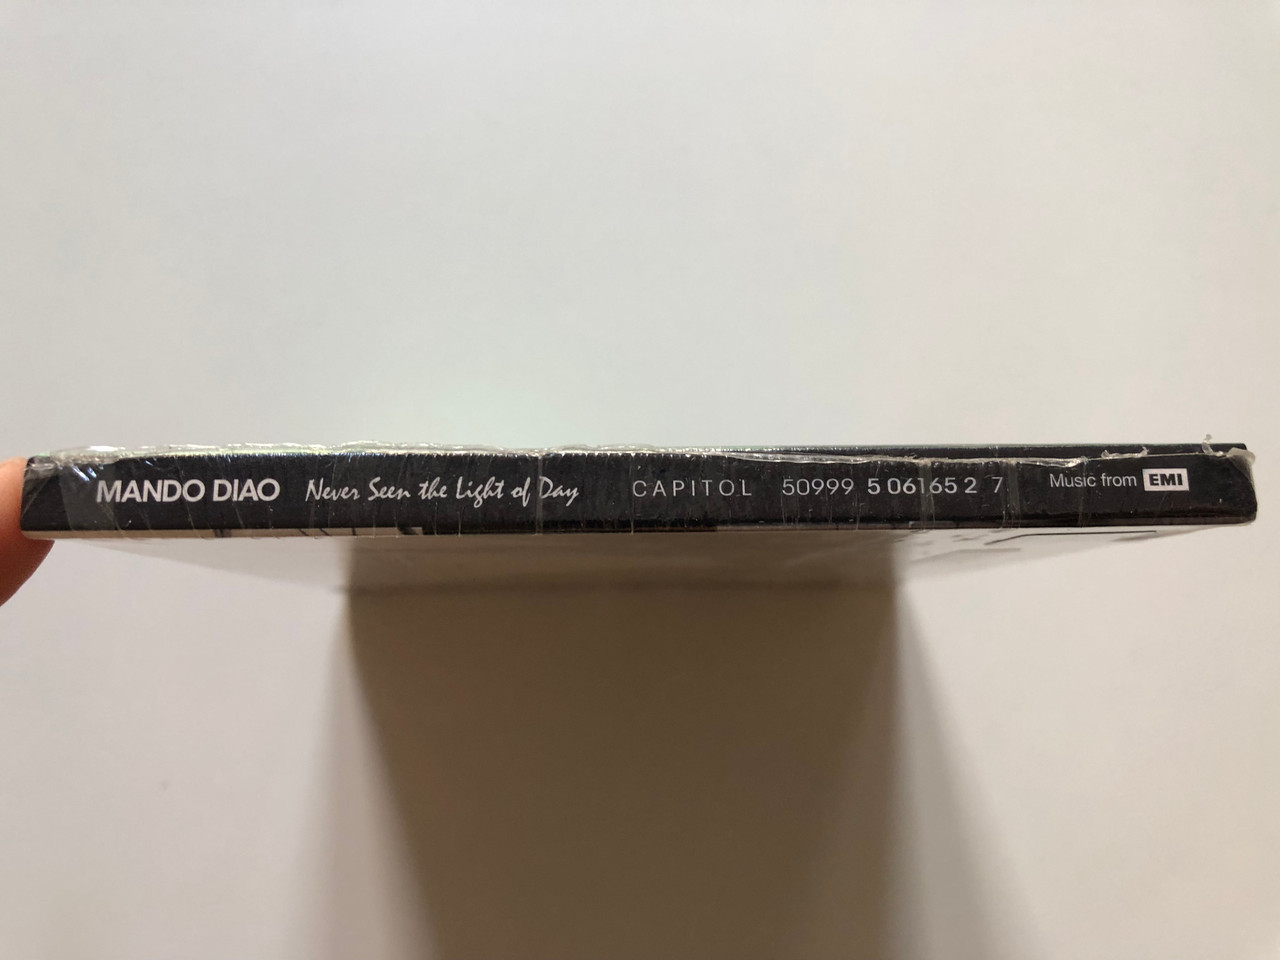 MANDO DIAO Never Seen the Light of Day CAPITOL 50999 5 06165 2 7 Music from EMI